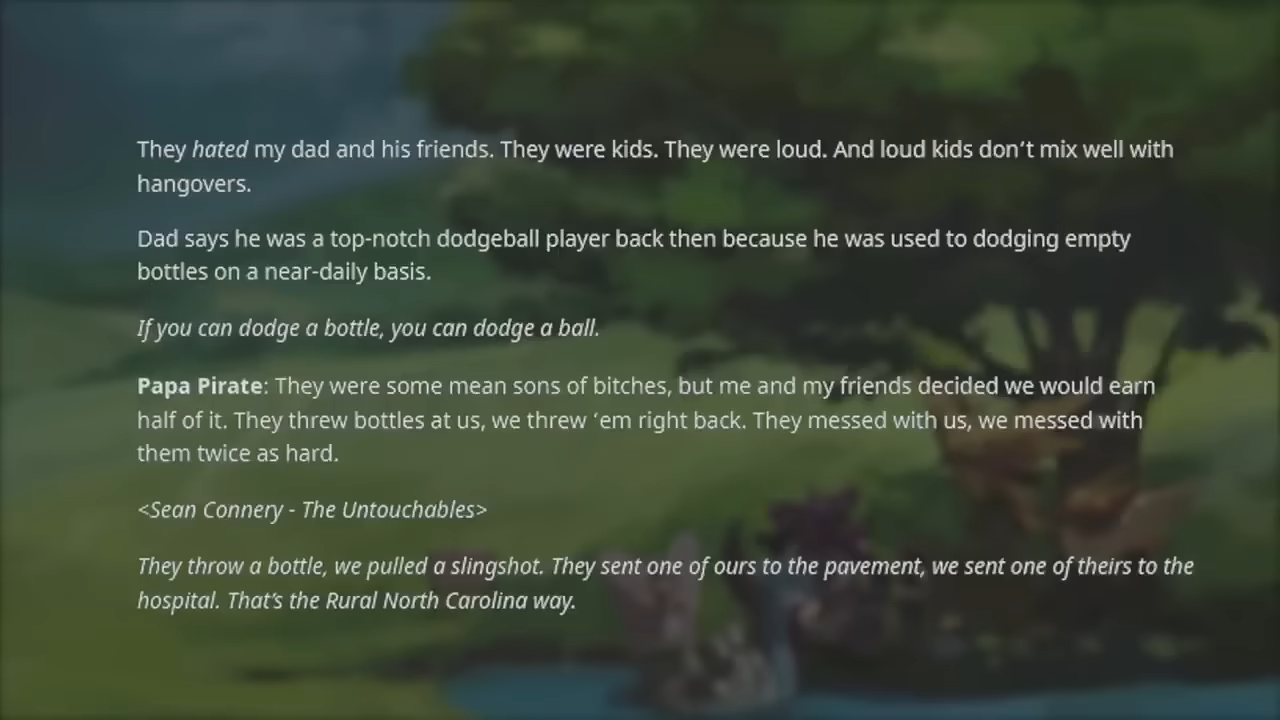 They hated my dad and his friends. They were kids. They were loud. And loud kids don’t mix well with
hangovers.
Dad says he was a top-notch dodgeball player back then because he was used to dodging empty
bottles on a near-daily basis.
If you can dodge a bottle, you can dodge a ball.
Papa Pirate: They were some mean sons of bitches, but me and my friends decided we would earn
half of it. They threw bottles at us, we threw ‘em right back. They messed with us, we messed with
them twice as hard.
<Sean Connery - The Untouchables>
They throw a bottle, we pulled a slingshot. They sent one of ours to the pavement, we sent one of theirs to the
hospital. That’s the Rural North Carolina way.